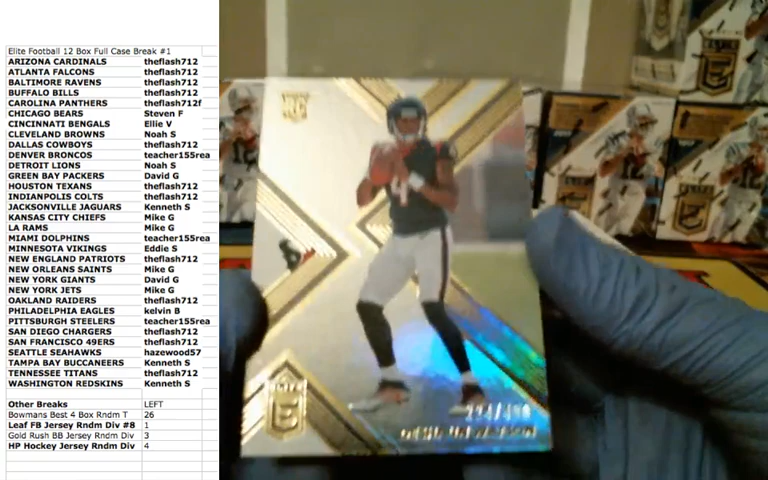 Elite Football 12 Box Full Case Break #1
ARIZONA CARDINALS theflash712
ATLANTA FALCONS theflash712
BALTIMORE RAVENS theflash712
BUFFALO BILLS theflash712
CAROLINA PANTHERS theflash712f
CHICAGO BEARS Steven F
CINCINNATI BENGALS Ellie V
CLEVELAND BROWNS Noah S
DALLAS COWBOYS theflash712
DENVER BRONCOS teacher155rea
DETROIT LIONS Noah S
GREEN BAY PACKERS David G
HOUSTON TEXANS theflash712
INDIANPOLIS COLTS theflash712
JACKSONVILLE JAGUARS Kenneth S
KANSAS CITY CHIEFS Mike G
LA RAMS Mike G
MIAMI DOLPHINS teacher155rea
MINNESOTA VIKINGS Eddie S
NEW ENGLAND PATRIOTS theflash712
NEW ORLEANS SAINTS Mike G
NEW YORK GIANTS David G
NEW YORK JETS Mike G
OAKLAND RAIDERS theflash712
PHILADELPHIA EAGLES kelvin B
PITTSBURGH STEELERS teacher155rea
SAN DIEGO CHARGERS theflash712
SAN FRANCISCO 49ERS theflash712
SEATTLE SEAHAWKS hazewood57
TAMPA BAY BUCCANEERS Kenneth S
TENNESSEE TITANS theflash712
WASHINGTON REDSKINS Kenneth S
Other Breaks LEFT
Bowmans Best 4 Box Rndm T 26
Leaf FB Jersey Rndm Div #8 1
Gold Rush BB Jersey Rndm Div 3
HP Hockey Jersey Rndm Div 4
RC
4
ELITE
DESHAUN WATSON